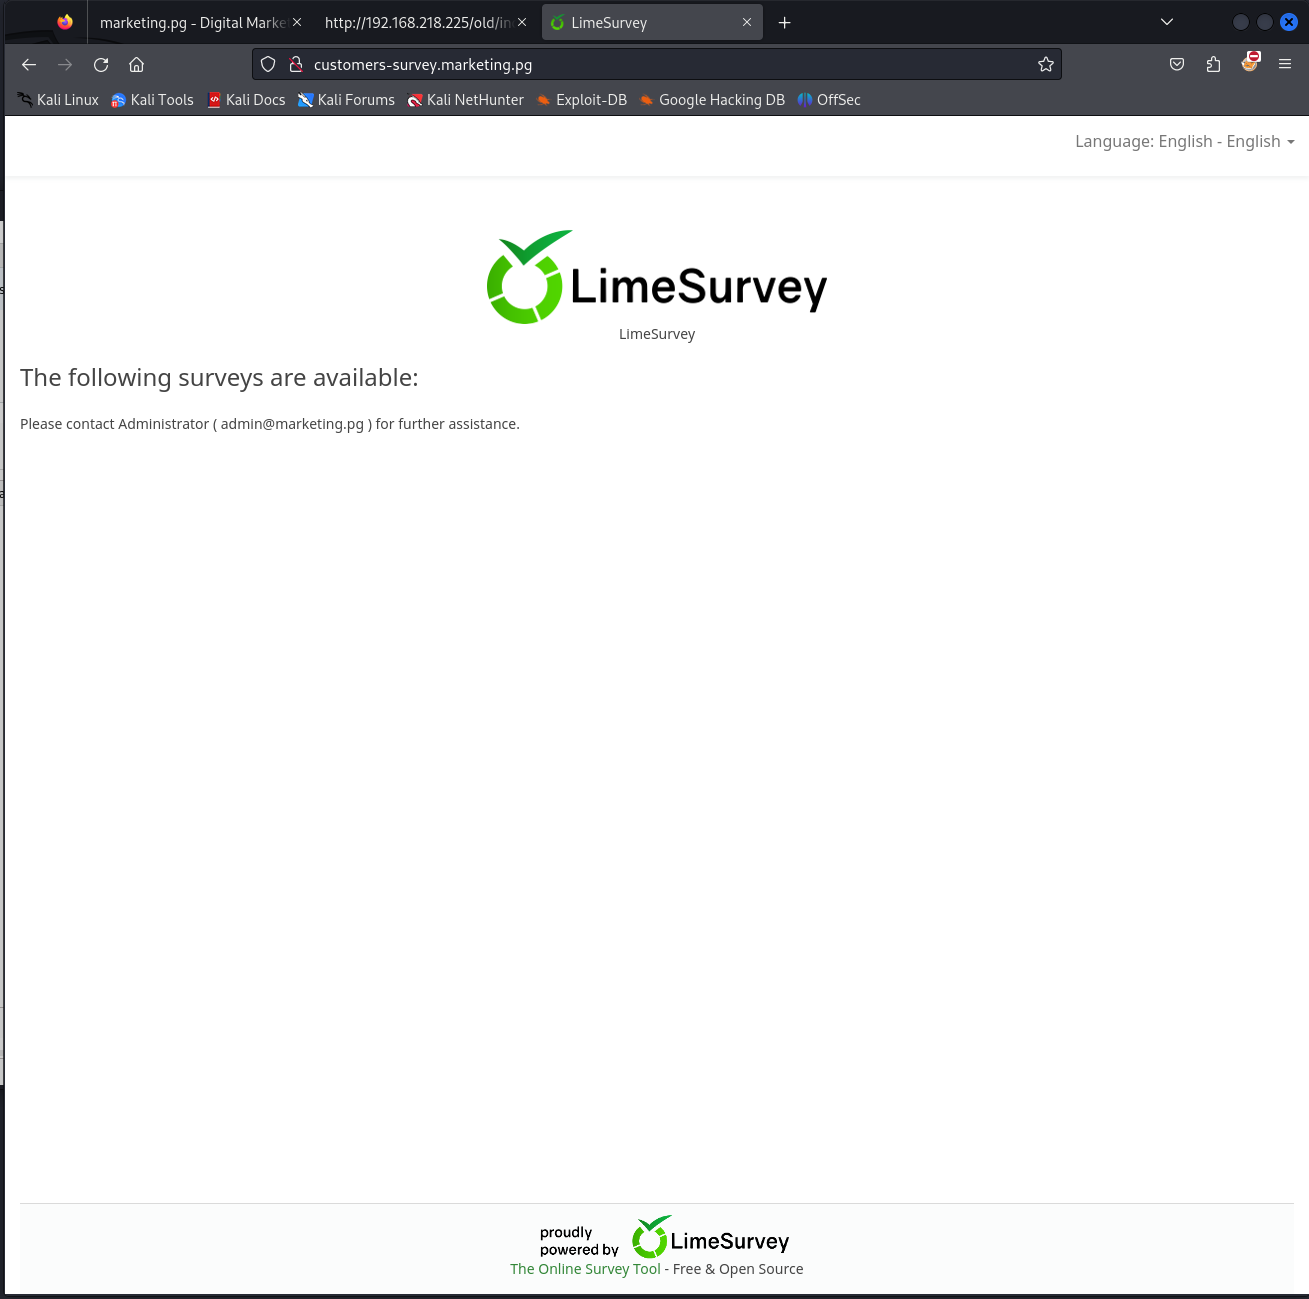 marketing.pg - Digital Marke
http://192.168.218.225/old/in
LimeSurvey
customers-survey.marketing.pg
Kali Linux
Kali Tools
Kali Docs
Kali Forums
Kali NetHunter
Exploit-DB
Google Hacking DB
OffSec
Language: English - English
LimeSurvey
LimeSurvey
The following surveys are available:
Please contact Administrator ( admin@marketing.pg ) for further assistance.
proudly
powered by
LimeSurvey
The Online Survey Tool - Free & Open Source